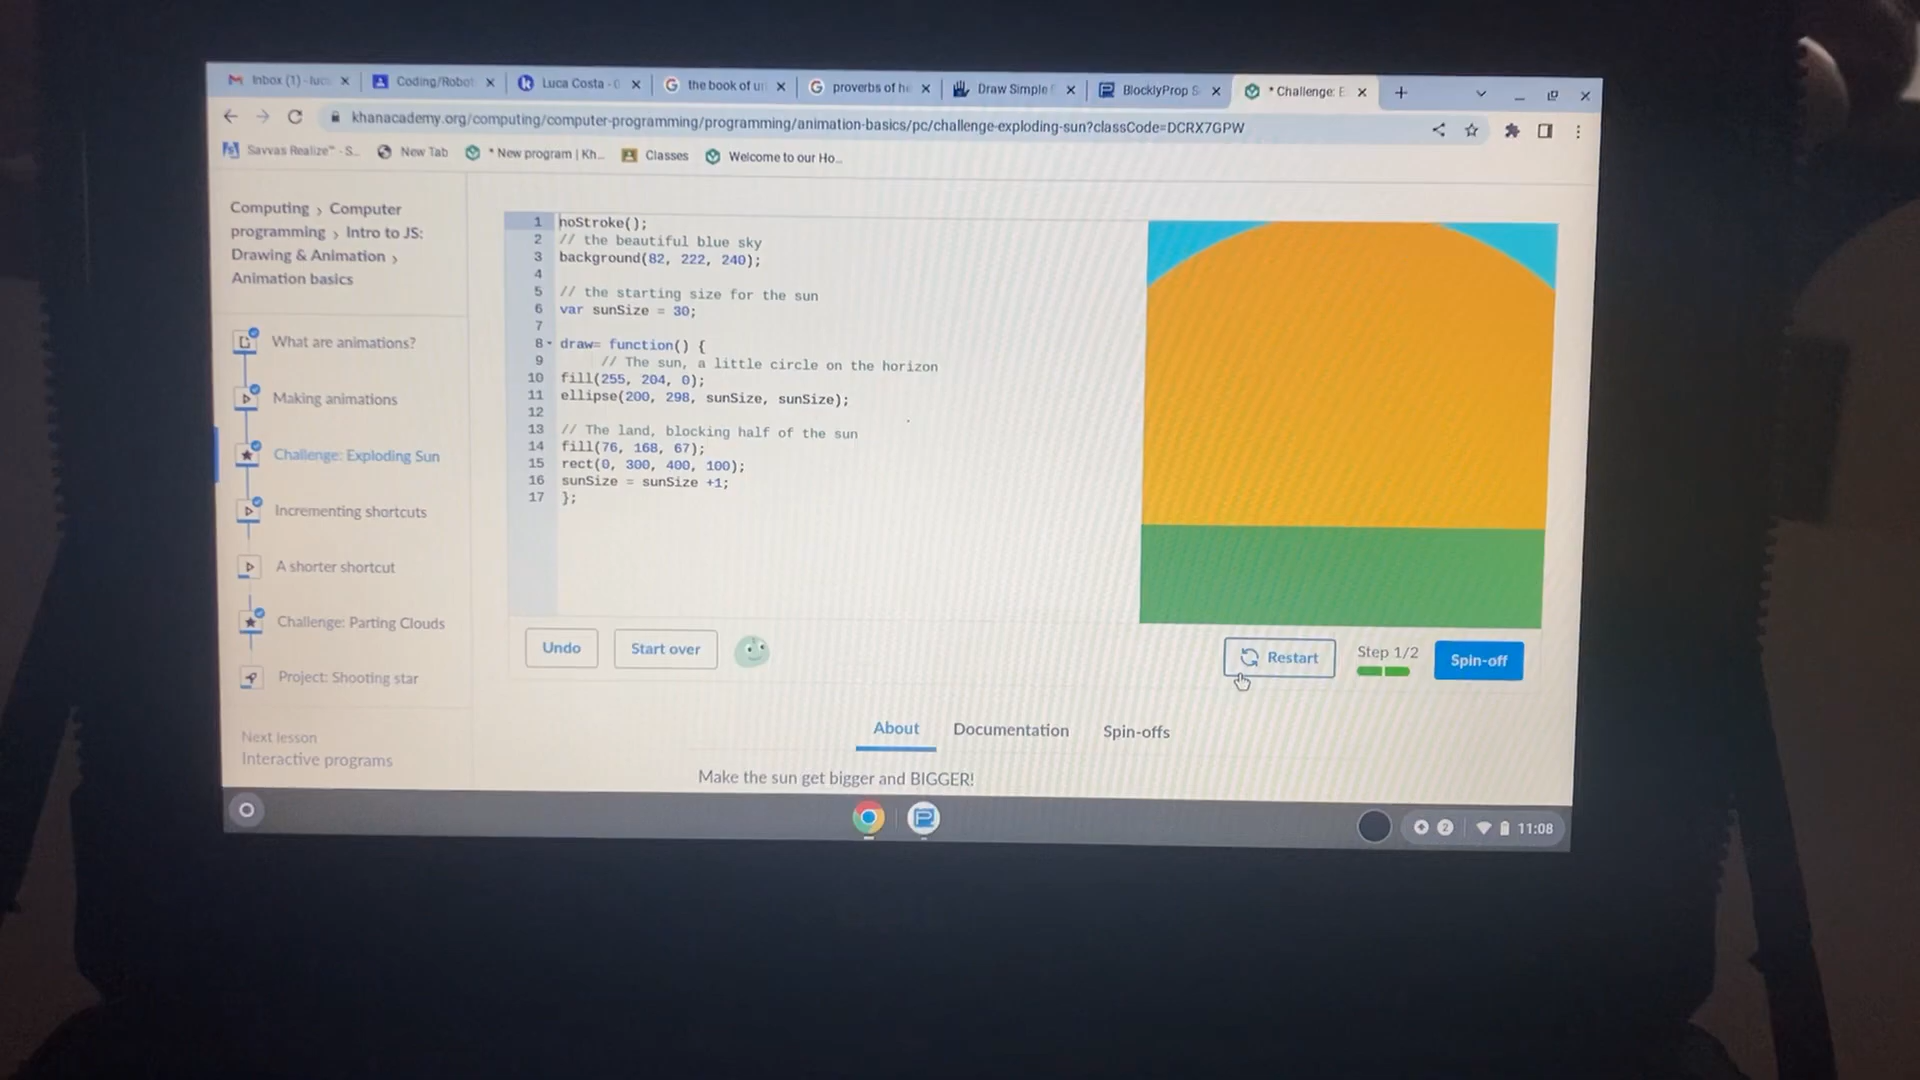 Inbox (1) - luc
Coding/Robot
Luca Costa - 
the book of 
proverbs of 
Draw Simple
BlocklyProp S
* Challenge: E
khanacademy.org/computing/computer-programming/programming/animation-basics/pc/challenge-exploding-sun?classCode=DCRX7GPW
Savvas Realize™ - S...
New Tab
* New program | Kh...
Classes
Welcome to our Ho...
Computing > Computer
programming > Intro to JS:
Drawing & Animation >
Animation basics
What are animations?
Making animations
Challenge: Exploding Sun
Incrementing shortcuts
A shorter shortcut
Challenge: Parting Clouds
Project: Shooting star
Next lesson
Interactive programs
1 noStroke();
2 // the beautiful blue sky
3 background(82, 222, 240);
4
5 // the starting size for the sun
6 var sunSize = 30;
7
8 draw= function() {
9 // The sun, a little circle on the horizon
10 fill(255, 204, 0);
11 ellipse(200, 298, sunSize, sunSize);
12
13 // The land, blocking half of the sun
14 fill(76, 168, 67);
15 rect(0, 300, 400, 100);
16 sunSize = sunSize +1;
17 };
Undo
Start over
Restart
Step 1/2
Spin-off
About
Documentation
Spin-offs
Make the sun get bigger and BIGGER!
2
11:08